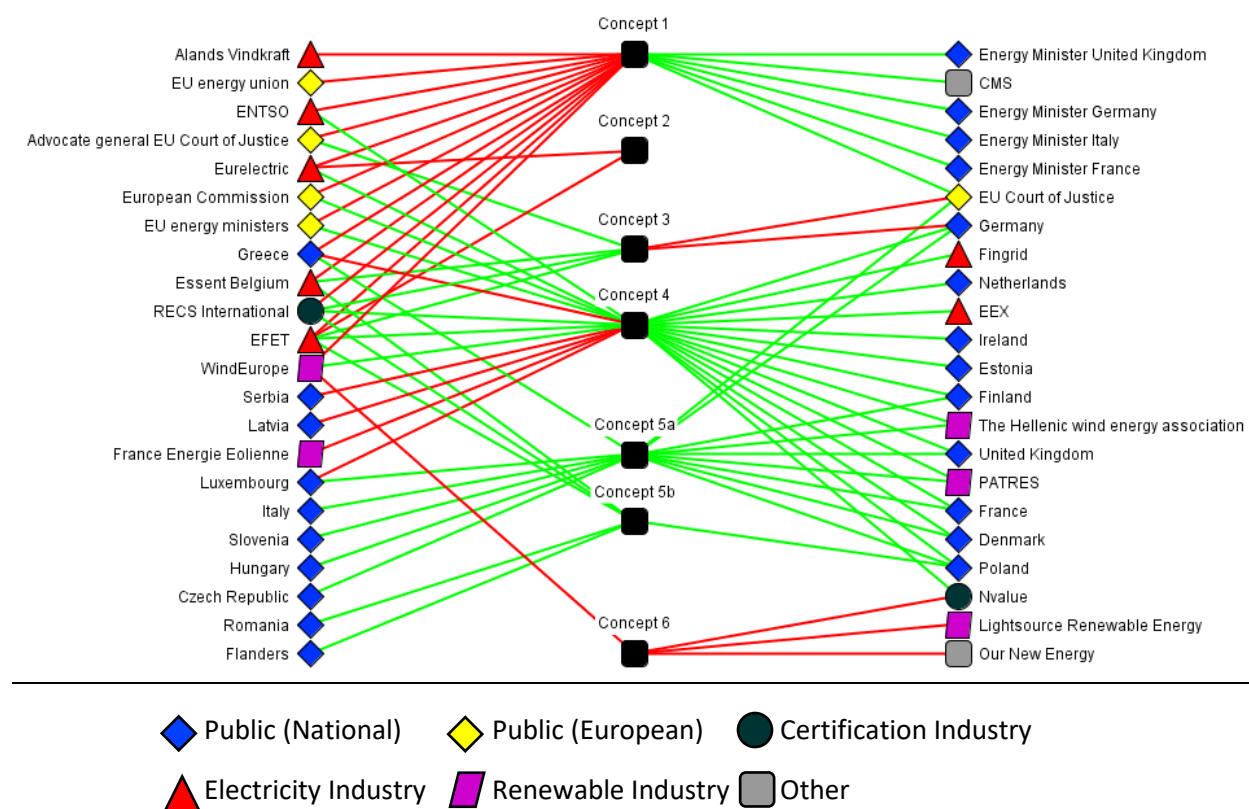 Concept 1
Alands Vindkraft
Energy Minister United Kingdom
EU energy union
CMS
ENTSO
Energy Minister Germany
Concept 2
Advocate general EU Court of Justice
Energy Minister Italy
Eurelectric
Energy Minister France
European Commission
EU Court of Justice
Concept 3
EU energy ministers
Germany
Greece
Fingrid
Essent Belgium
Netherlands
Concept 4
RECS International
EEX
EFET
Ireland
WindEurope
Estonia
Serbia
Finland
Concept 5a
Latvia
The Hellenic wind energy association
France Energie Eolienne
United Kingdom
Luxembourg
PATRES
Concept 5b
Italy
France
Slovenia
Denmark
Hungary
Poland
Czech Republic
Nvalue
Concept 6
Romania
Lightsource Renewable Energy
Flanders
Our New Energy
Public (National)
Public (European)
Certification Industry
Electricity Industry
Renewable Industry
Other